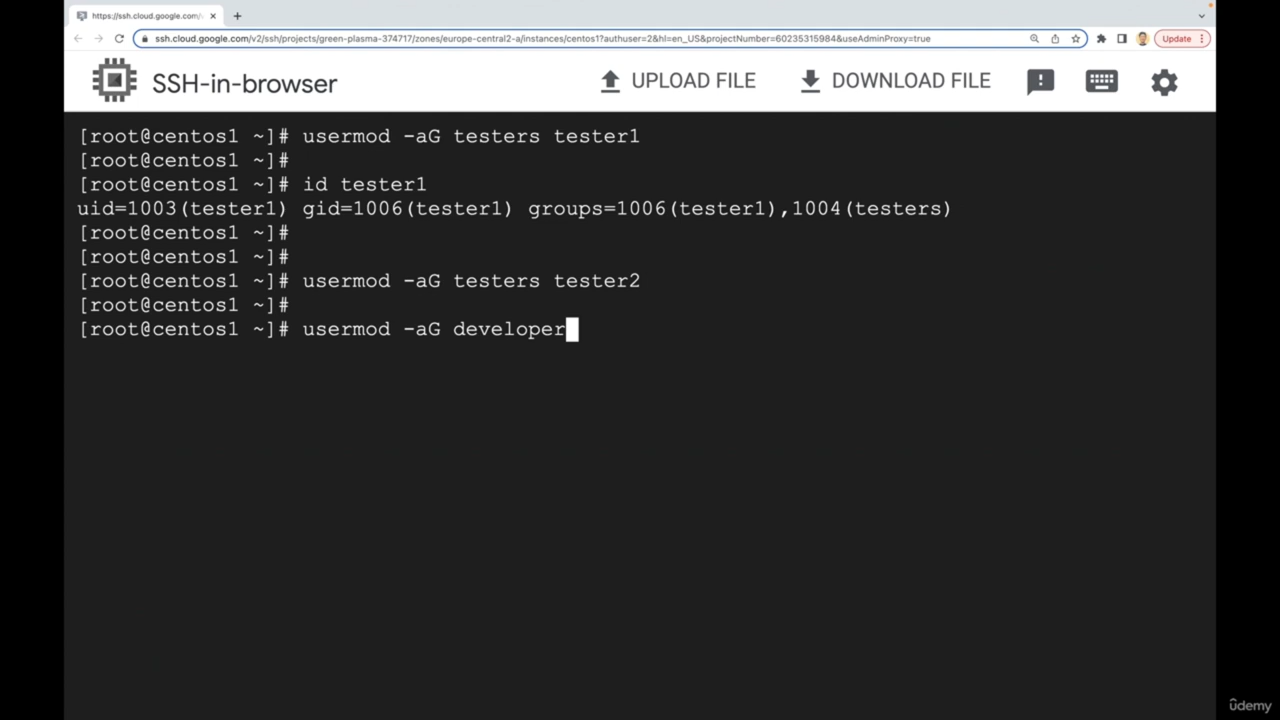 https://ssh.cloud.google.com/v
ssh.cloud.google.com/v2/ssh/projects/green-plasma-374717/zones/europe-central2-a/instances/centos1?authuser=2&hl=en_US&projectNumber=60235315984&useAdminProxy=true
Update
SSH-in-browser
UPLOAD FILE
DOWNLOAD FILE
[root@centos1 ~]# usermod -aG testers tester1
[root@centos1 ~]#
[root@centos1 ~]# id tester1
uid=1003(tester1) gid=1006(tester1) groups=1006(tester1),1004(testers)
[root@centos1 ~]#
[root@centos1 ~]#
[root@centos1 ~]# usermod -aG testers tester2
[root@centos1 ~]#
[root@centos1 ~]# usermod -aG developer
ûdemy